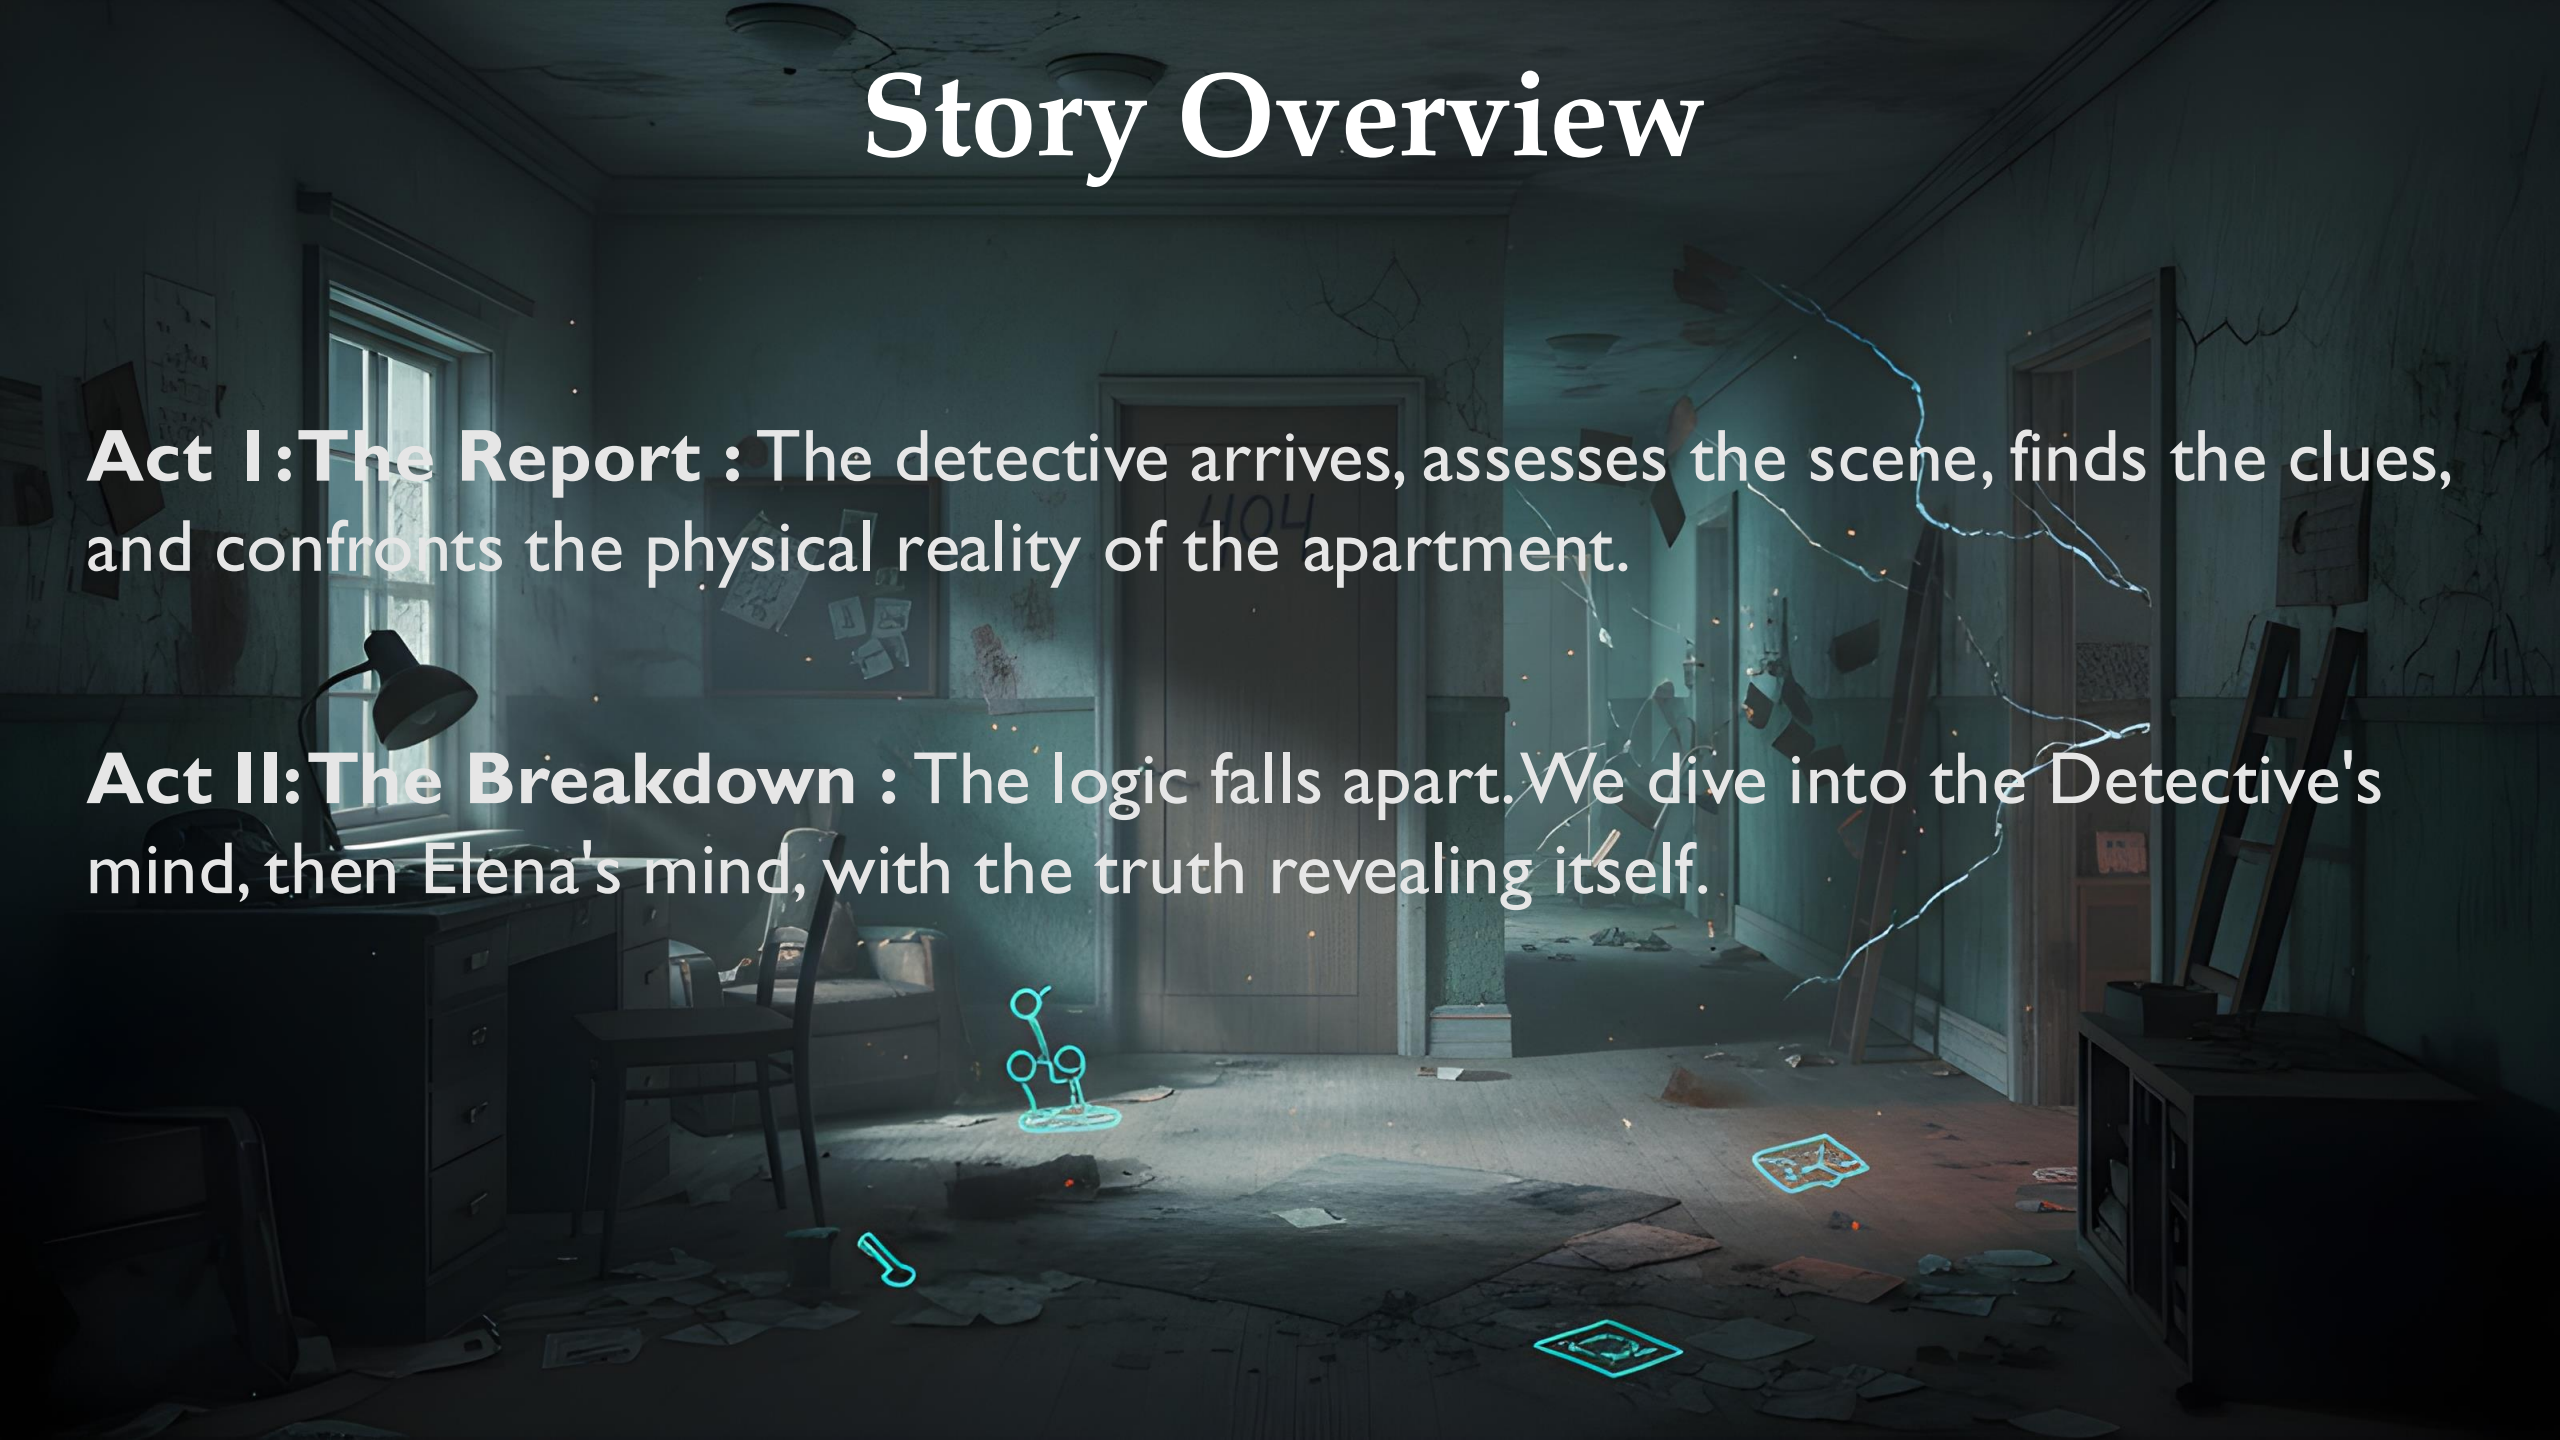 Story Overview
Act I: The Report : The detective arrives, assesses the scene, finds the clues,
and confronts the physical reality of the apartment.
404
Act II: The Breakdown : The logic falls apart. We dive into the Detective's
mind, then Elena's mind, with the truth revealing itself.